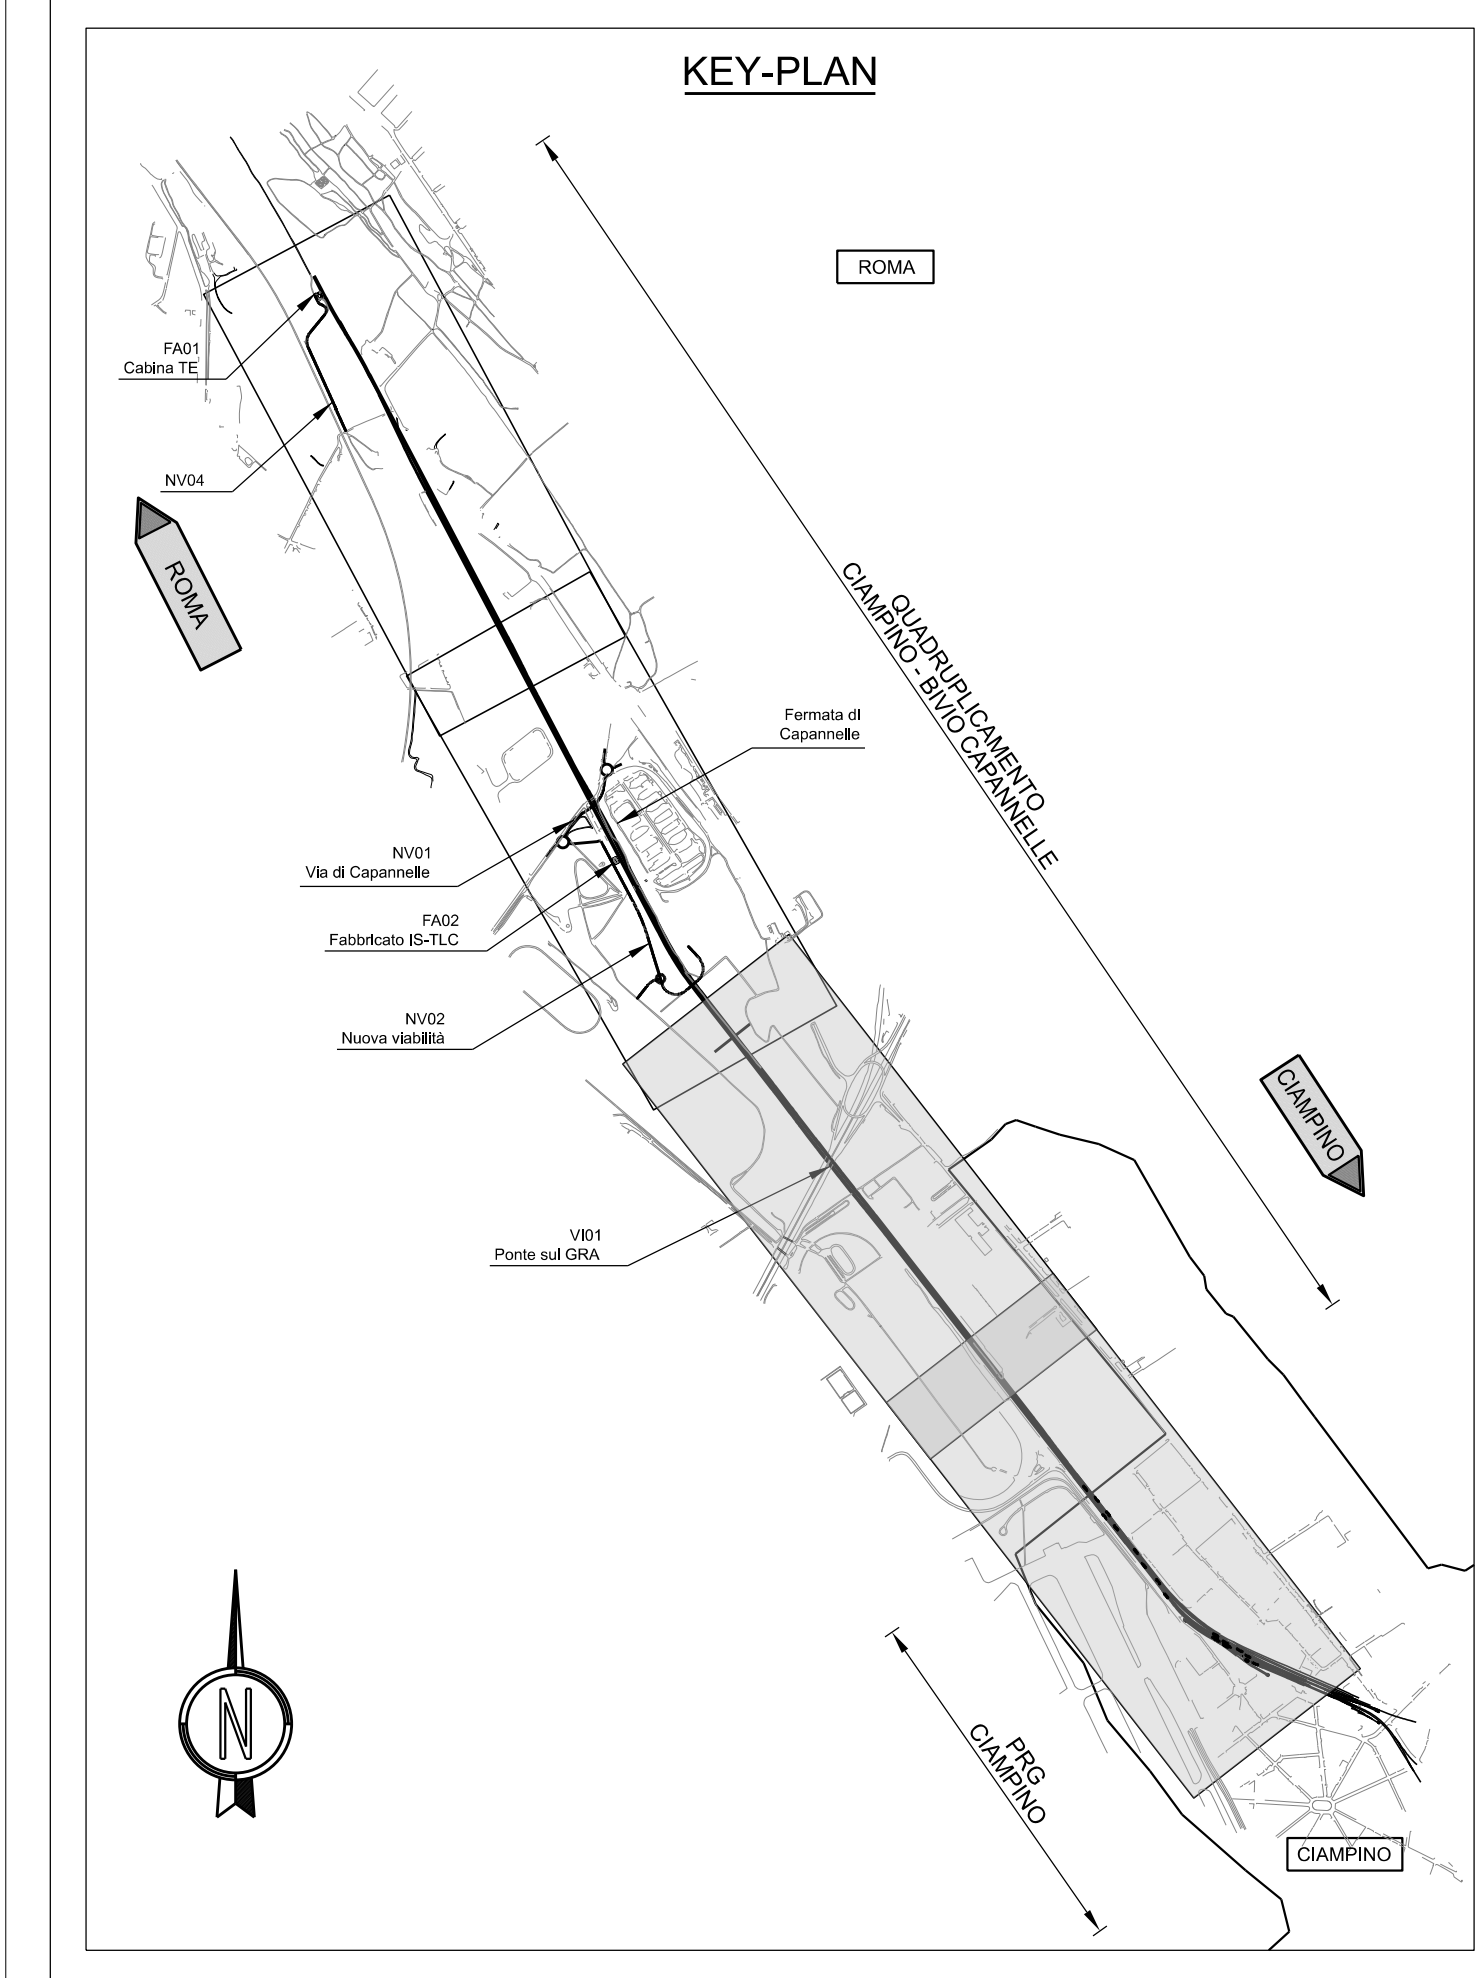 KEY-PLAN
ROMA
FA01
Cabina TE
NV04
ROMA
QUADRUPLICAMENTO
CIAMPINO - BIVIO CAPANNELLE
Fermata di
Capannelle
NV01
Via di Capannelle
FA02
Fabbricato IS-TLC
NV02
Nuova viabilità
CIAMPINO
VI01
Ponte sul GRA
N
PRG
CIAMPINO
CIAMPINO